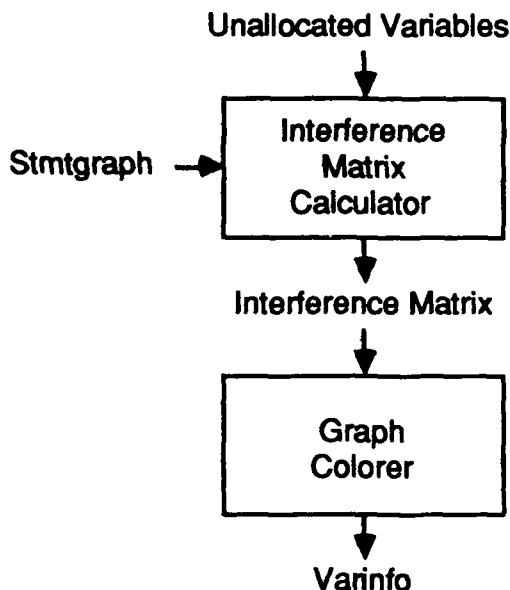 Unallocated Variables
Interference
Stmtgraph
Matrix
Calculator
Interference Matrix
Graph
Colorer
Varinfo